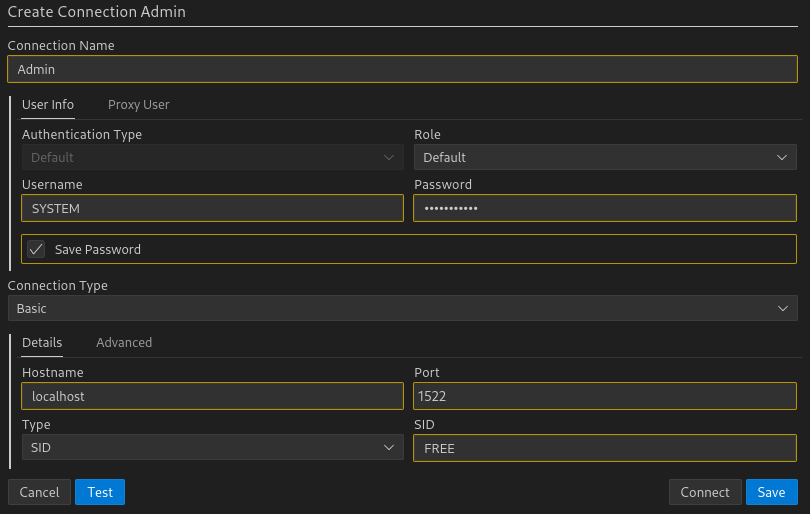 Create Connection Admin
Connection Name
Admin
User Info Proxy User
Authentication Type Role
Default Default
Username Password
SYSTEM •••••••••••
Save Password
Connection Type
Basic
Details Advanced
Hostname Port
localhost 1522
Type SID
SID FREE
Cancel Test Connect Save